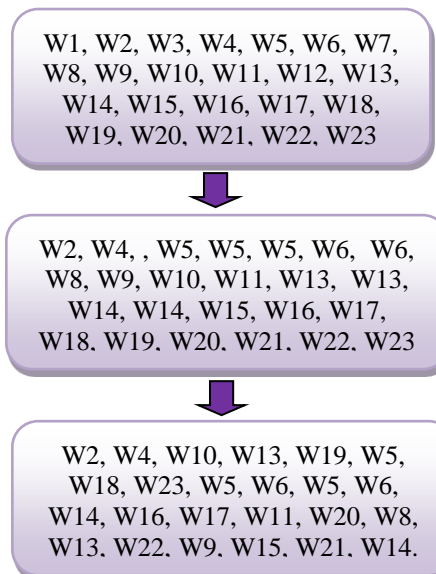 W1, W2, W3, W4, W5, W6, W7,
W8, W9, W10, W11, W12, W13,
W14, W15, W16, W17, W18,
W19, W20, W21, W22, W23
W2, W4, , W5, W5, W5, W6, W6,
W8, W9, W10, W11, W13, W13,
W14, W14, W15, W16, W17,
W18, W19, W20, W21, W22, W23
W2, W4, W10, W13, W19, W5,
W18, W23, W5, W6, W5, W6,
W14, W16, W17, W11, W20, W8,
W13, W22, W9, W15, W21, W14.